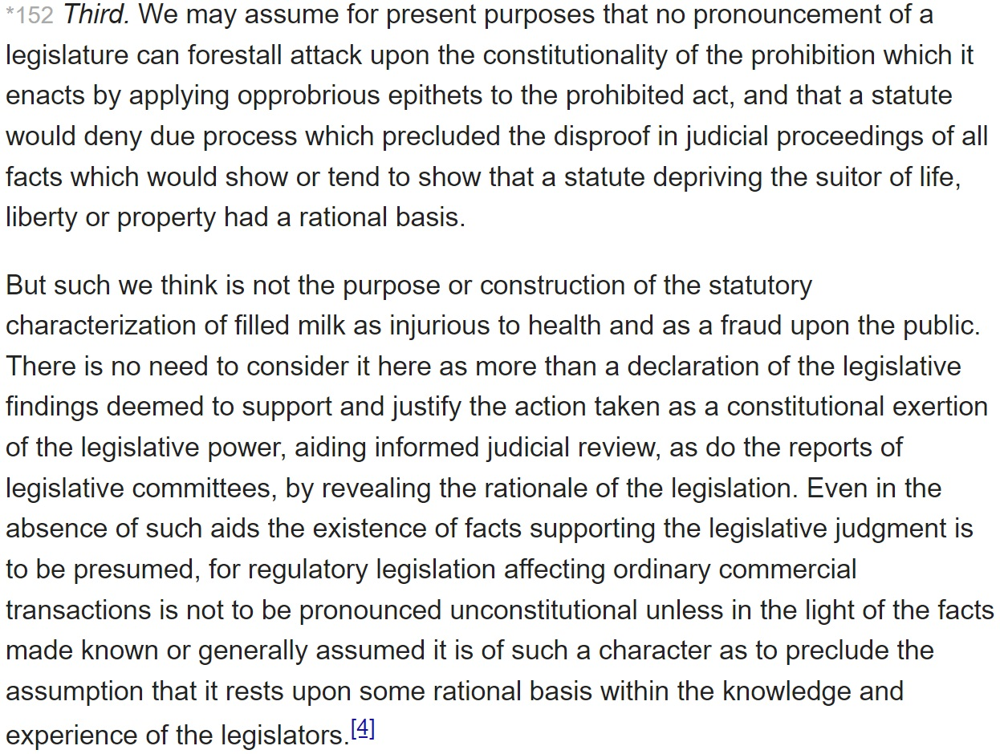 *152 Third. We may assume for present purposes that no pronouncement of a
legislature can forestall attack upon the constitutionality of the prohibition which it
enacts by applying opprobrious epithets to the prohibited act, and that a statute
would deny due process which precluded the disproof in judicial proceedings of all
facts which would show or tend to show that a statute depriving the suitor of life,
liberty or property had a rational basis.
But such we think is not the purpose or construction of the statutory
characterization of filled milk as injurious to health and as a fraud upon the public.
There is no need to consider it here as more than a declaration of the legislative
findings deemed to support and justify the action taken as a constitutional exertion
of the legislative power, aiding informed judicial review, as do the reports of
legislative committees, by revealing the rationale of the legislation. Even in the
absence of such aids the existence of facts supporting the legislative judgment is
to be presumed, for regulatory legislation affecting ordinary commercial
transactions is not to be pronounced unconstitutional unless in the light of the facts
made known or generally assumed it is of such a character as to preclude the
assumption that it rests upon some rational basis within the knowledge and
experience of the legislators.[4]